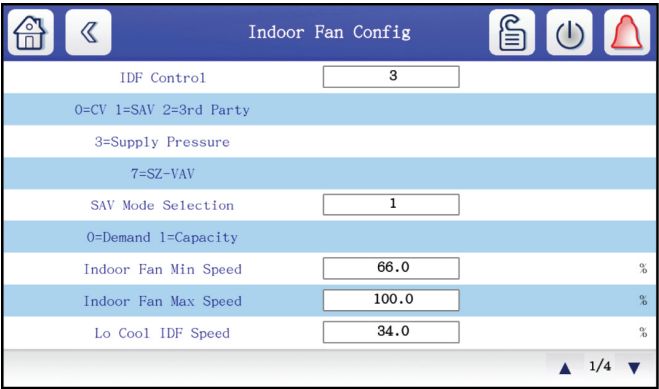 Indoor Fan Config
IDF Control 3
0=CV 1=SAV 2=3rd Party
3=Supply Pressure
7=SZ-VAV
SAV Mode Selection 1
0=Demand 1=Capacity
Indoor Fan Min Speed 66.0 %
Indoor Fan Max Speed 100.0 %
Lo Cool IDF Speed 34.0 %
1/4